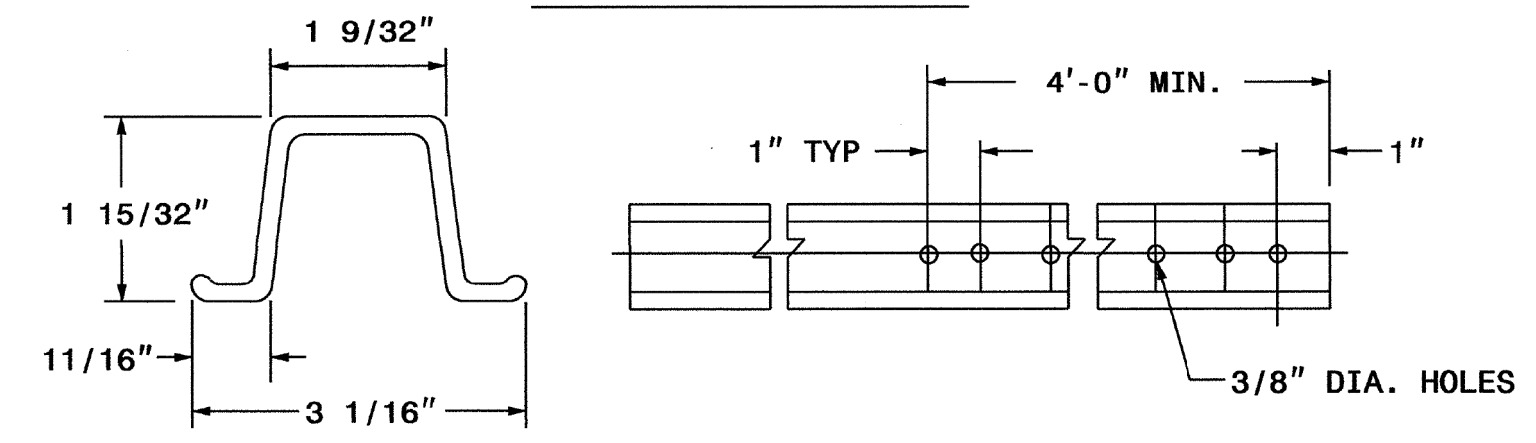 1 9/32"
4'-0" MIN.
1" TYP
1"
1 15/32"
11/16"
3 1/16"
3/8" DIA. HOLES